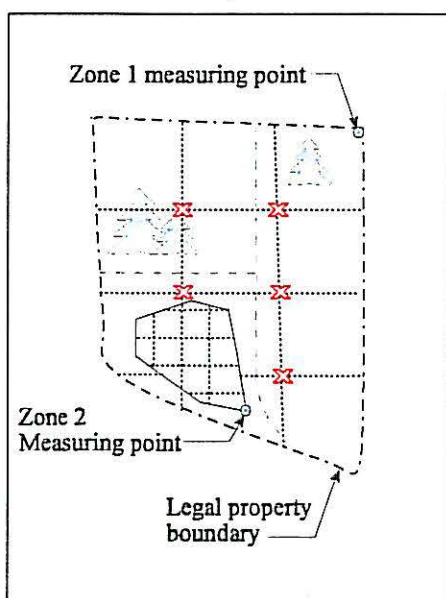 Zone 1 measuring point
Zone 2
Measuring point
Legal property
boundary